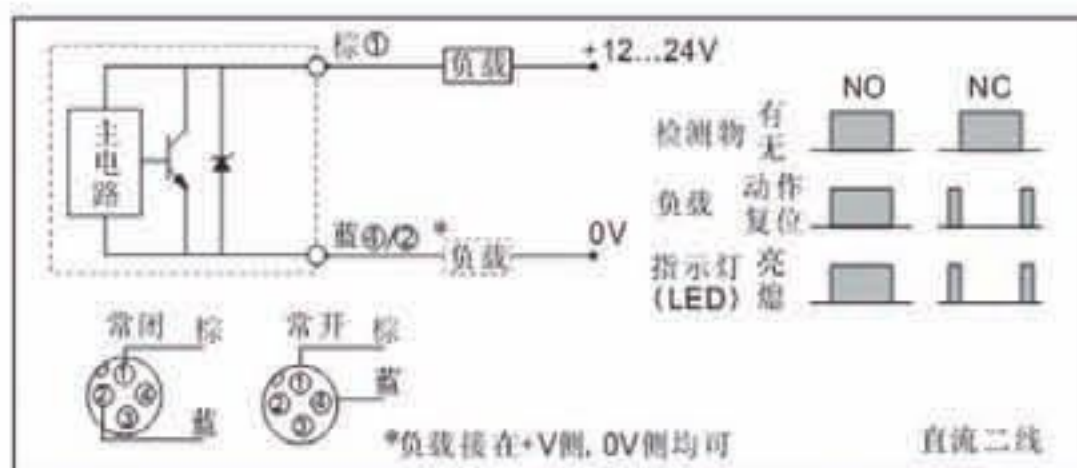 棕① 负载 +12...24V
主电路
蓝④/② * 负载 0V
NO NC
检测物 有 无
负载 动作 复位
指示灯 (LED) 亮 熄
常闭 棕
① ② ④ ③
蓝
常开 棕
① ② ④ ③
蓝
*负载接在+V侧, 0V侧均可
直流二线